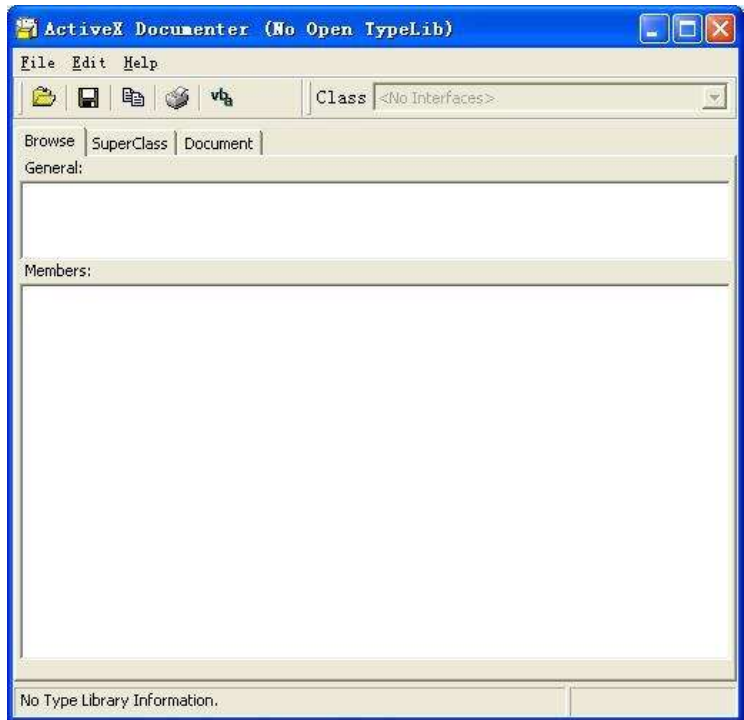 ActiveX Documenter (No Open TypeLib)
File Edit Help
vba Class <No Interfaces>
Browse SuperClass Document
General:
Members:
No Type Library Information.